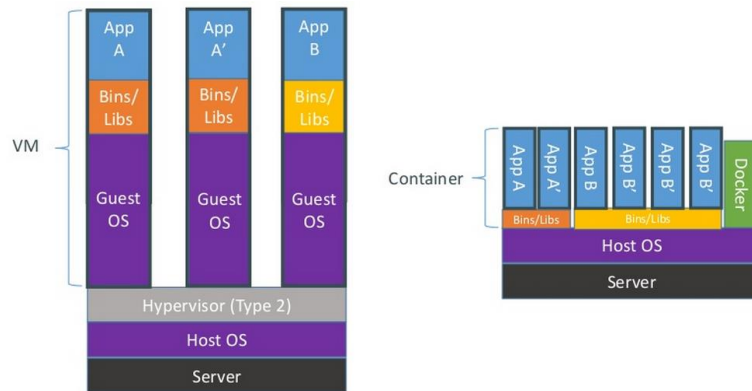 App
A
App
A’
App
B
Bins/
Libs
Bins/
Libs
Bins/
Libs
VM
Guest
OS
Guest
OS
Guest
OS
Hypervisor (Type 2)
Host OS
Server
Container
App A
App A’
App B
App B’
App B’
App B’
Docker
Bins/Libs
Bins/Libs
Host OS
Server